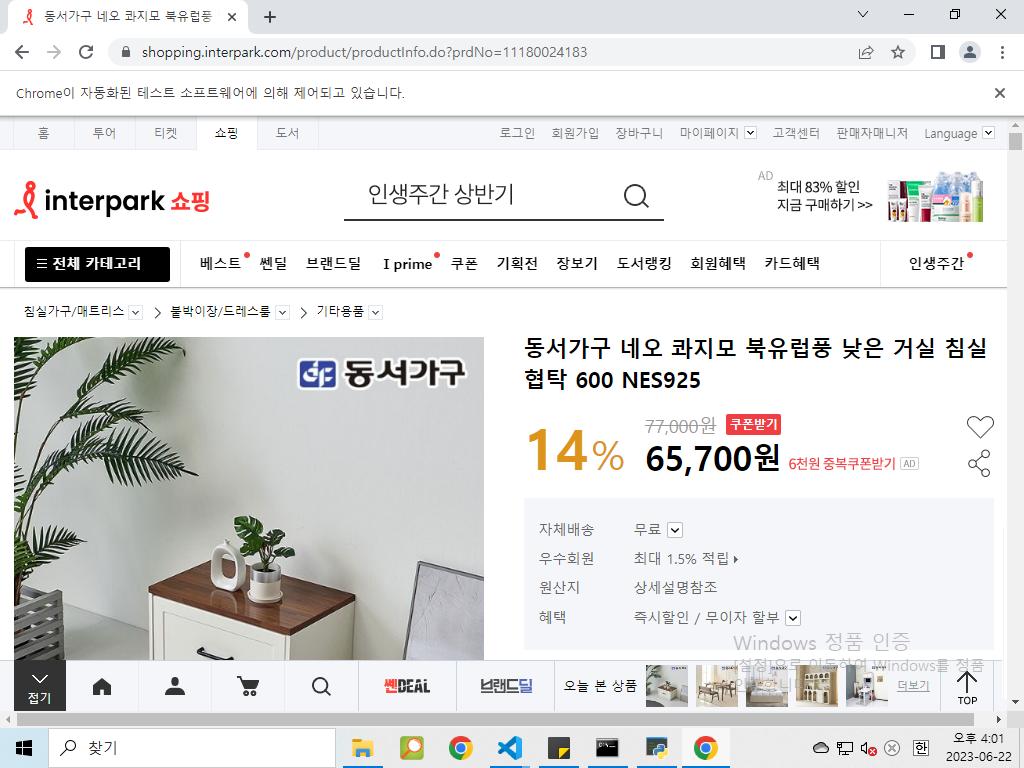 동서가구 네오 콰지모 북유럽풍
shopping.interpark.com/product/productInfo.do?prdNo=11180024183
Chrome이 자동화된 테스트 소프트웨어에 의해 제어되고 있습니다.
홈 투어 티켓 쇼핑 도서 로그인 회원가입 장바구니 마이페이지 고객센터 판매자매니저 Language
interpark 쇼핑
인생주간 상반기
AD
최대 83% 할인
지금 구매하기 >>
전체 카테고리 베스트 쎈딜 브랜드딜 I prime 쿠폰 기획전 장보기 도서랭킹 회원혜택 카드혜택 인생주간
침실가구/매트리스 붙박이장/드레스룸 기타용품
동서가구
동서가구 네오 콰지모 북유럽풍 낮은 거실 침실
협탁 600 NES925
14%
77,000원 쿠폰받기
65,700원 6천원 중복쿠폰받기 AD
자체배송 무료
우수회원 최대 1.5% 적립
원산지 상세설명참조
혜택 즉시할인 / 무이자 할부
Windows 정품 인증
[설정]으로 이동하여 Windows를 정품
접기
쎈DEAL
브랜드딜
오늘 본 상품
더보기
TOP
찾기
한
오후 4:01
2023-06-22